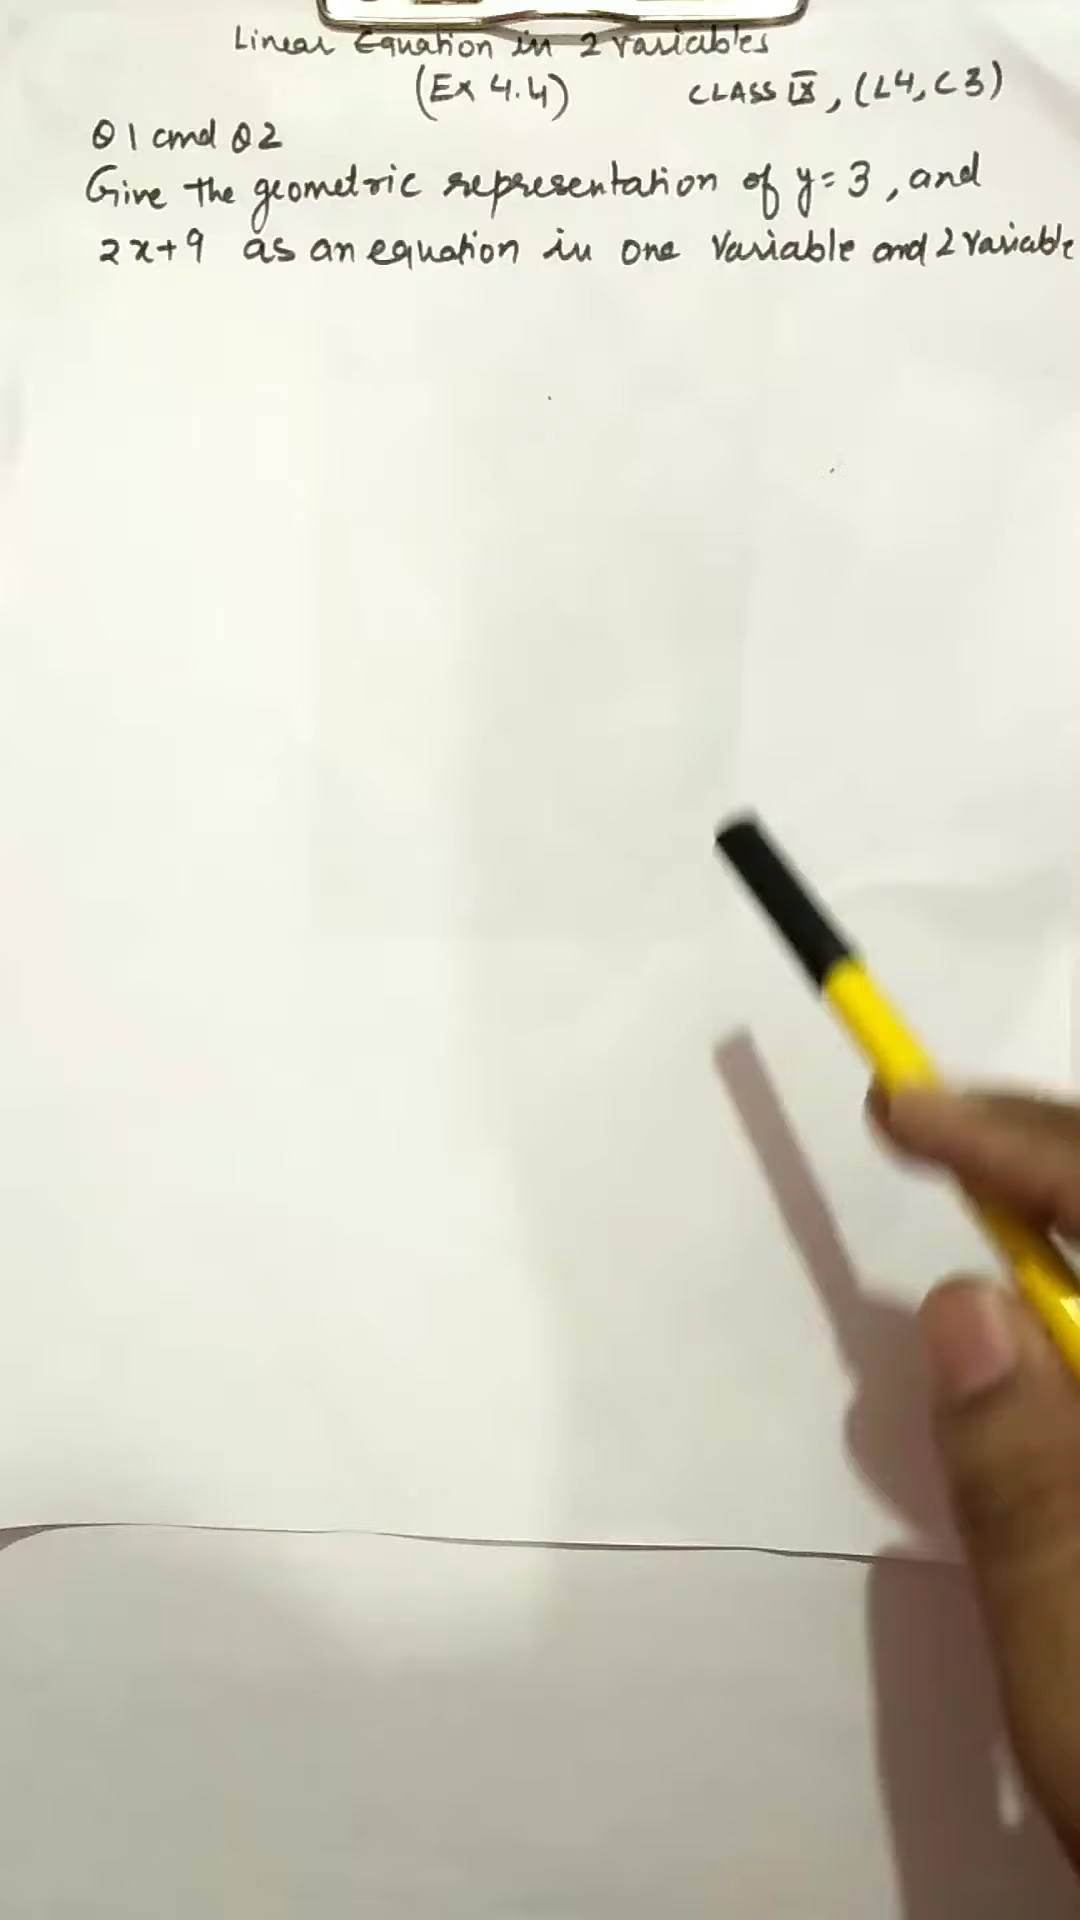 Linear Equation in 2 variables
(Ex 4.4) CLASS IX, (L4, C3)
Q1 and Q2
Give the geometric representation of y=3, and
2x+9 as an equation in one variable and 2 variable